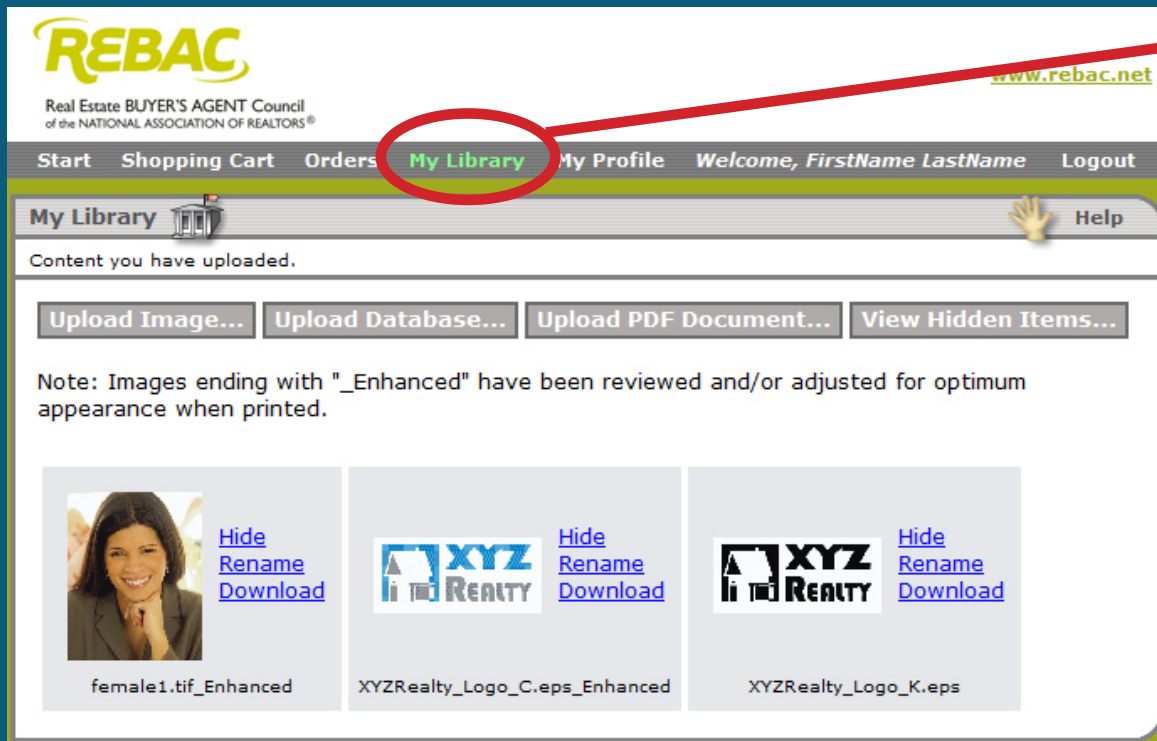 REBAC
www.rebac.net
Real Estate BUYER'S AGENT Council
of the NATIONAL ASSOCIATION OF REALTORS®
Start Shopping Cart Orders My Library My Profile Welcome, FirstName LastName Logout
My Library Help
Content you have uploaded.
Upload Image... Upload Database... Upload PDF Document... View Hidden Items...
Note: Images ending with "_Enhanced" have been reviewed and/or adjusted for optimum
appearance when printed.
Hide
Rename
Download
female1.tif_Enhanced
XYZ
REALTY
Hide
Rename
Download
XYZRealty_Logo_C.eps_Enhanced
XYZ
REALTY
Hide
Rename
Download
XYZRealty_Logo_K.eps